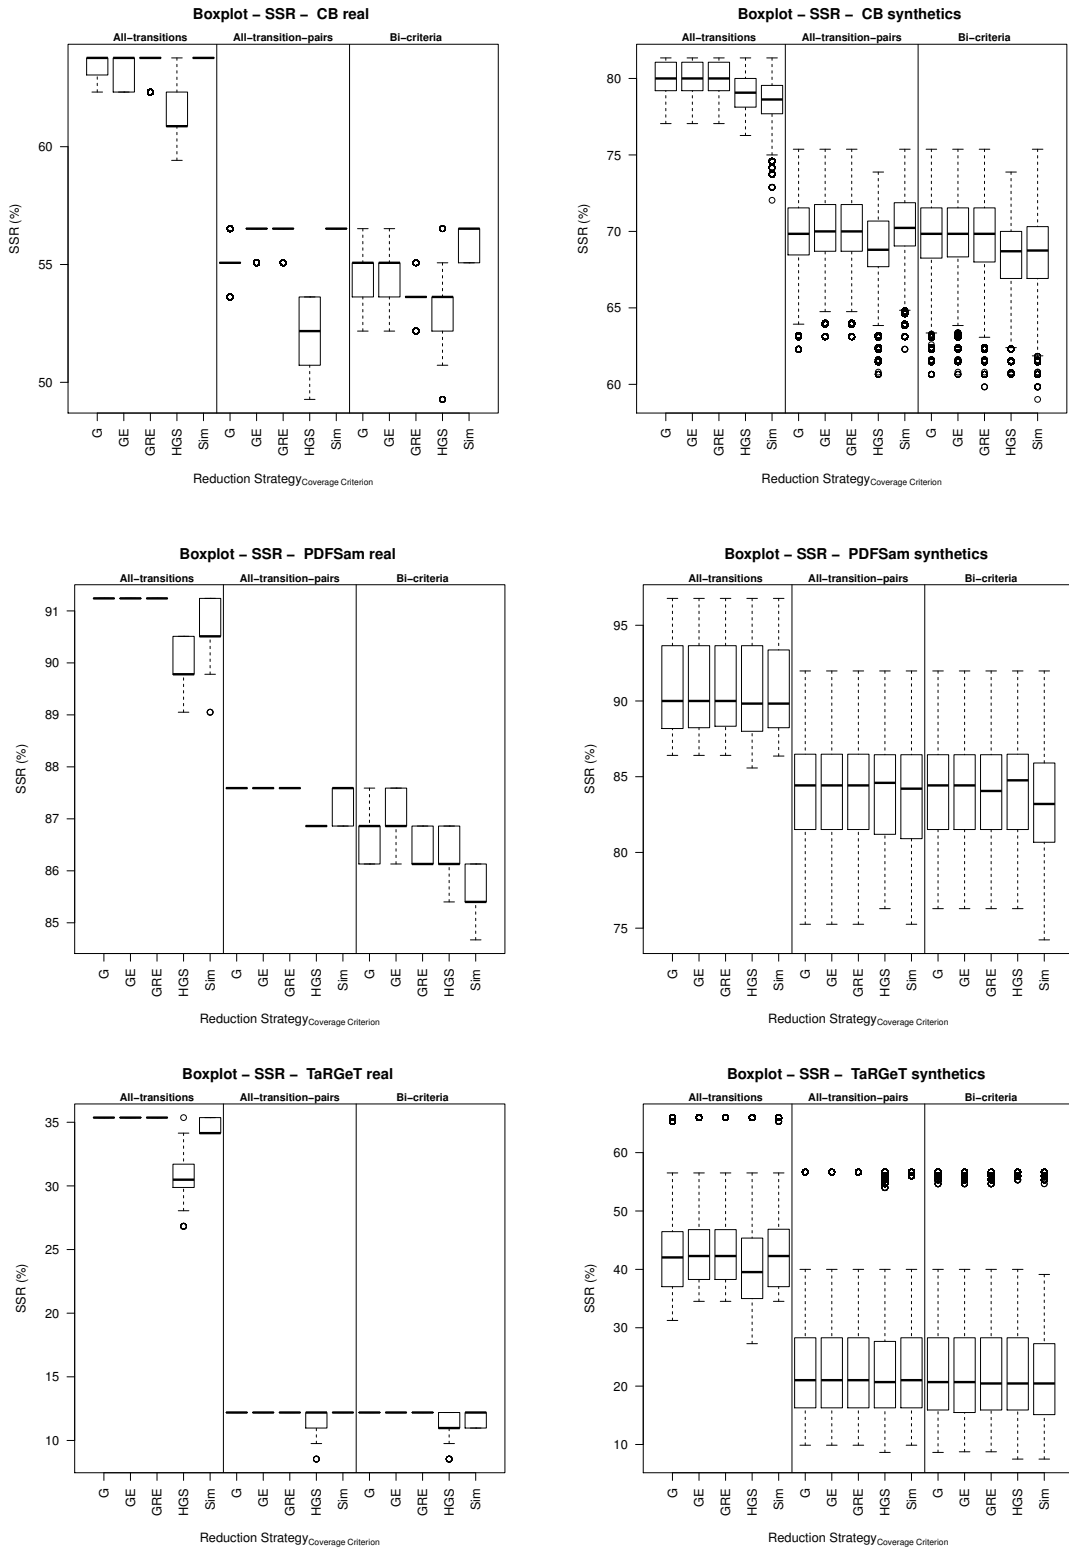 Boxplot − SSR − CB real
All−transitions All−transition−pairs Bi−criteria
SSR (%)
60
55
50
G GE GRE HGS Sim G GE GRE HGS Sim G GE GRE HGS Sim
Reduction StrategyCoverage Criterion
Boxplot − SSR − CB synthetics
All−transitions All−transition−pairs Bi−criteria
SSR (%)
80
75
70
65
60
G GE GRE HGS Sim G GE GRE HGS Sim G GE GRE HGS Sim
Reduction StrategyCoverage Criterion
Boxplot − SSR − PDFSam real
All−transitions All−transition−pairs Bi−criteria
SSR (%)
91
90
89
88
87
86
85
G GE GRE HGS Sim G GE GRE HGS Sim G GE GRE HGS Sim
Reduction StrategyCoverage Criterion
Boxplot − SSR − PDFSam synthetics
All−transitions All−transition−pairs Bi−criteria
SSR (%)
95
90
85
80
75
G GE GRE HGS Sim G GE GRE HGS Sim G GE GRE HGS Sim
Reduction StrategyCoverage Criterion
Boxplot − SSR − TaRGeT real
All−transitions All−transition−pairs Bi−criteria
SSR (%)
35
30
25
20
15
10
G GE GRE HGS Sim G GE GRE HGS Sim G GE GRE HGS Sim
Reduction StrategyCoverage Criterion
Boxplot − SSR − TaRGeT synthetics
All−transitions All−transition−pairs Bi−criteria
SSR (%)
60
50
40
30
20
10
G GE GRE HGS Sim G GE GRE HGS Sim G GE GRE HGS Sim
Reduction StrategyCoverage Criterion